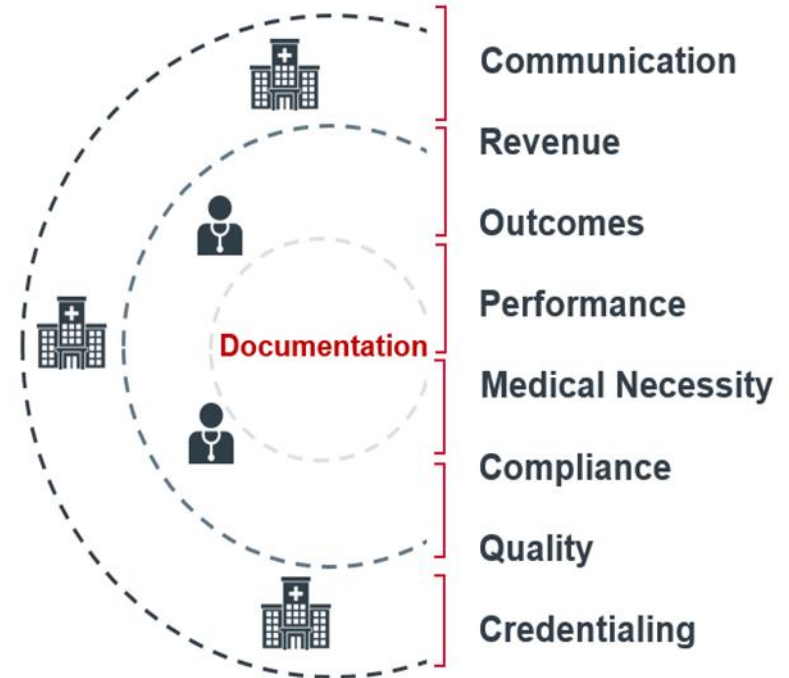 Communication
Revenue
Outcomes
Performance
Documentation
Medical Necessity
Compliance
Quality
Credentialing